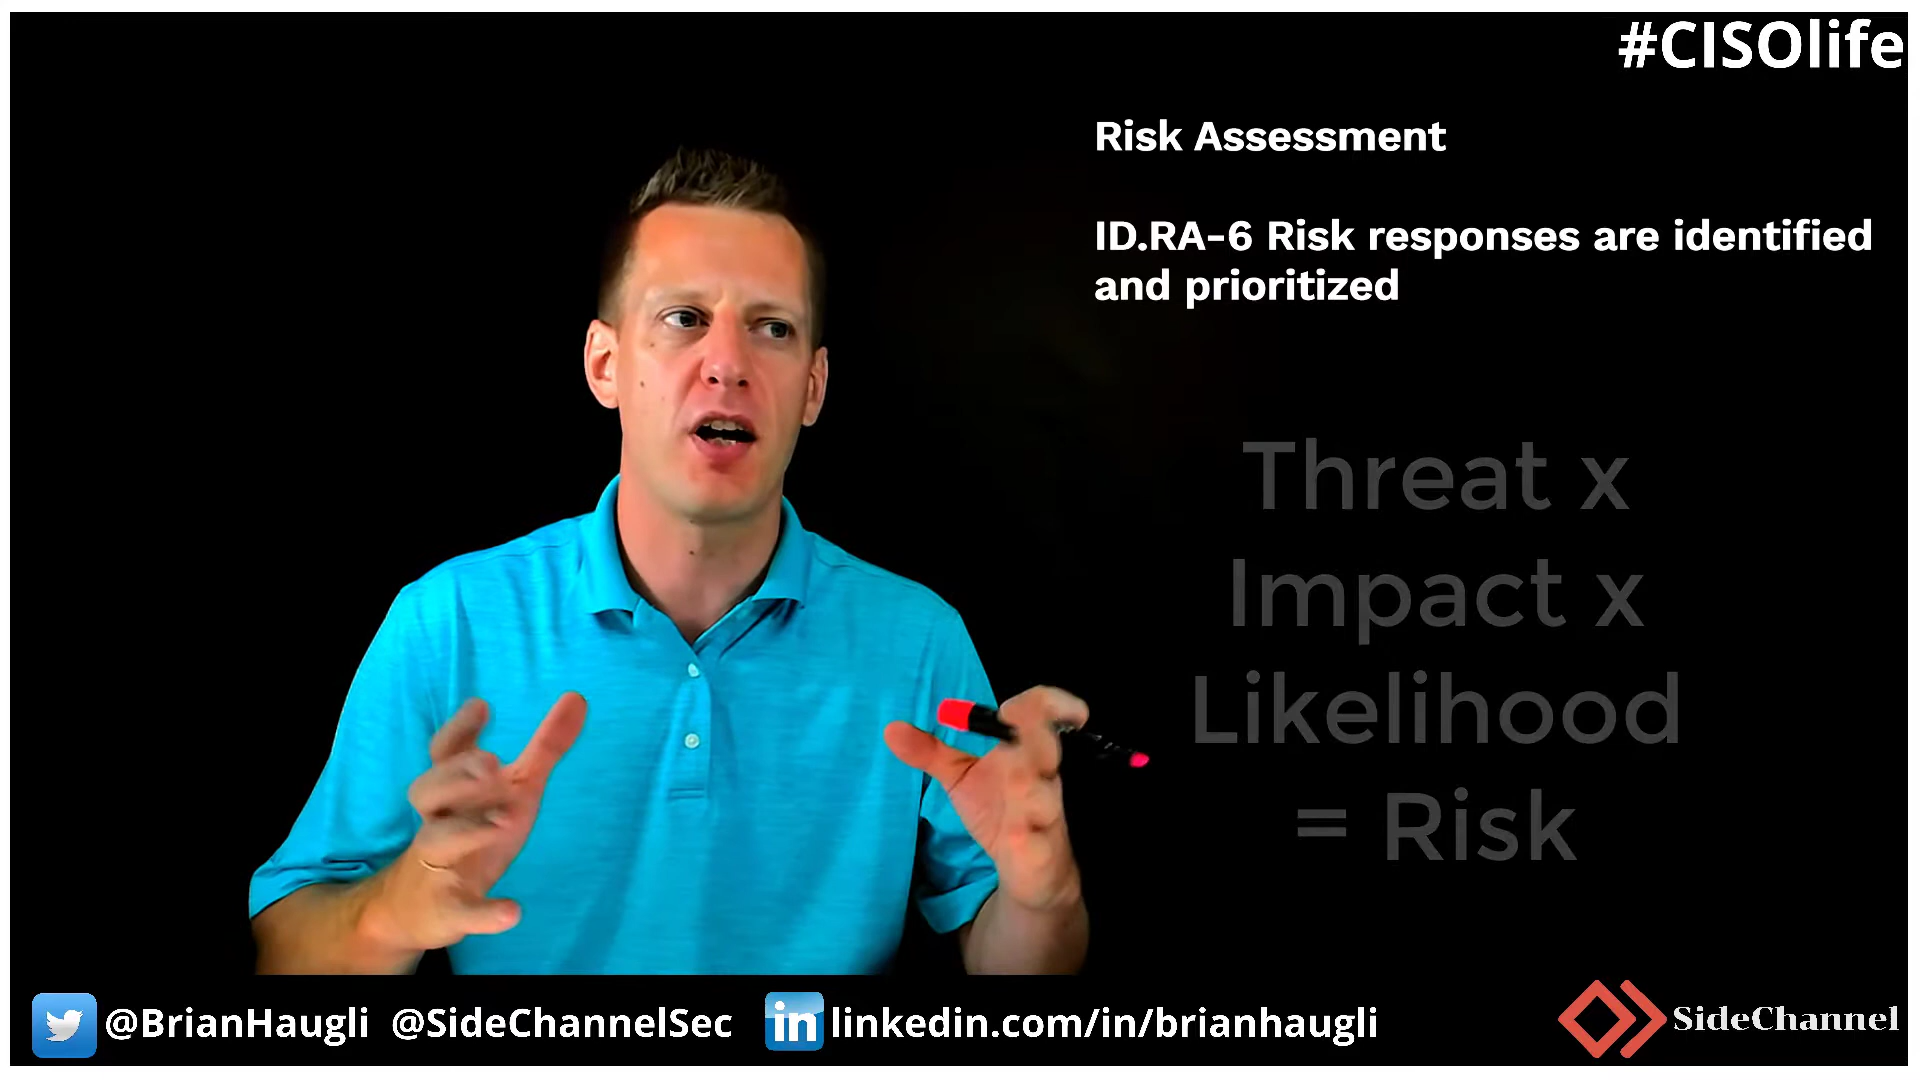 #CISOlife
Risk Assessment
ID.RA-6 Risk responses are identified
and prioritized
Threat x
Impact x
Likelihood
= Risk
@BrianHaugli @SideChannelSec in linkedin.com/in/brianhaugli SideChannel